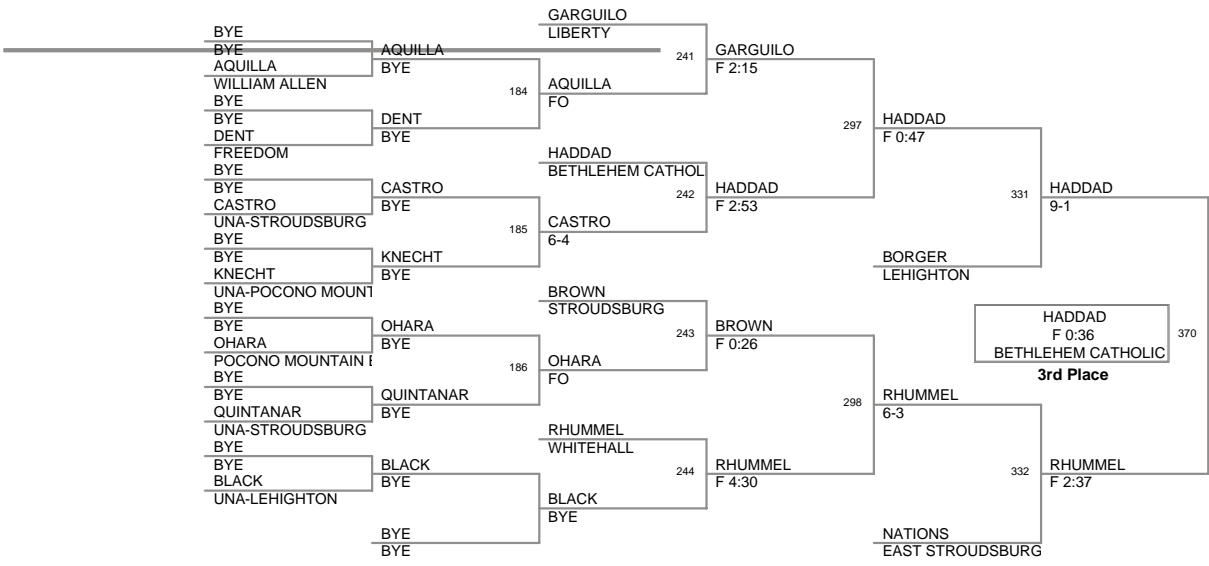 BYE
BYE
AQUILLA
WILLIAM ALLEN
BYE
BYE
DENT
FREEDOM
BYE
BYE
CASTRO
UNA-STROUDSBURG
BYE
BYE
KNECHT
UNA-POCONO MOUNT
BYE
BYE
OHARA
POCONO MOUNTAIN E
BYE
BYE
QUINTANAR
UNA-STROUDSBURG
BYE
BYE
BLACK
UNA-LEHIGHTON
AQUILLA
BYE
DENT
BYE
CASTRO
BYE
KNECHT
BYE
OHARA
BYE
QUINTANAR
BYE
BLACK
BYE
BYE
BYE
184
185
186
GARGUILO
LIBERTY
AQUILLA
FO
HADDAD
BETHLEHEM CATHOL
CASTRO
6-4
BROWN
STROUDSBURG
OHARA
FO
RHUMMEL
WHITEHALL
BLACK
BYE
241
242
243
244
GARGUILO
F 2:15
HADDAD
F 2:53
BROWN
F 0:26
RHUMMEL
F 4:30
297
298
HADDAD
F 0:47
BORGER
LEHIGHTON
RHUMMEL
6-3
NATIONS
EAST STROUDSBURG
331
332
HADDAD
9-1
RHUMMEL
F 2:37
HADDAD
F 0:36
BETHLEHEM CATHOLIC
370
3rd Place